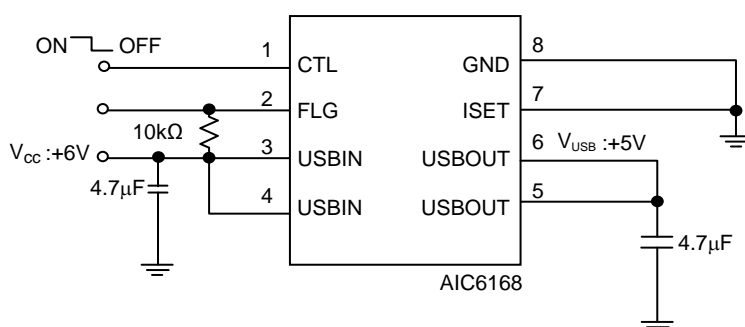 ON OFF
1 CTL GND 8
2 FLG ISET 7
10kΩ
VCC :+6V 3 USBIN USBOUT 6 VUSB :+5V
4.7μF 4 USBIN USBOUT 5
4.7μF
AIC6168